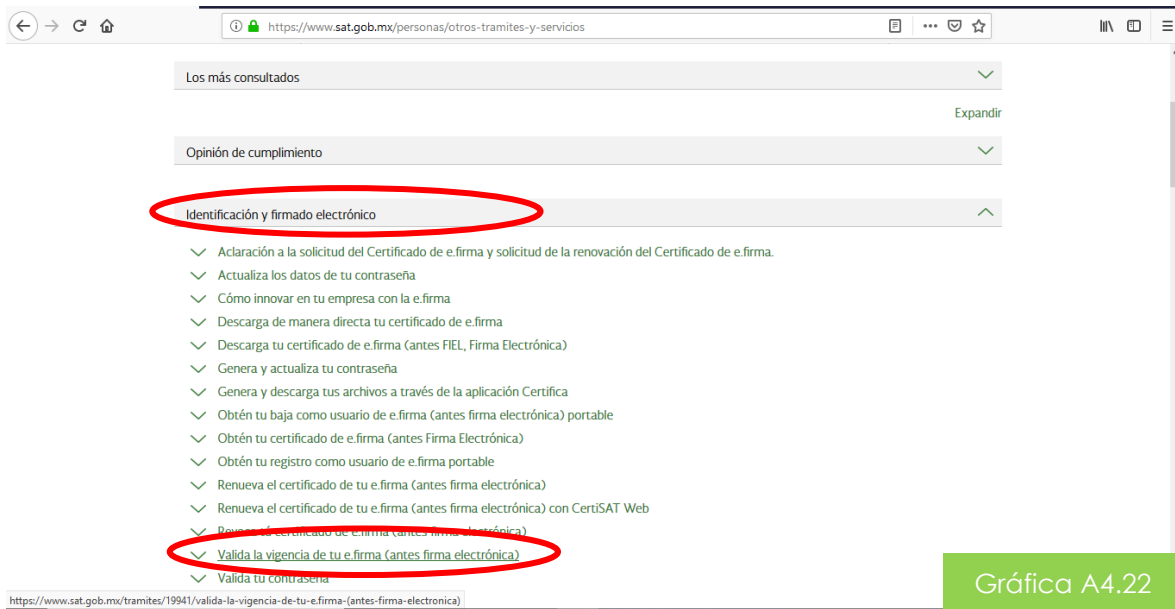 https://www.sat.gob.mx/personas/otros-tramites-y-servicios
Los más consultados
Expandir
Opinión de cumplimiento
Identificación y firmado electrónico
Aclaración a la solicitud del Certificado de e.firma y solicitud de la renovación del Certificado de e.firma.
Actualiza los datos de tu contraseña
Cómo innovar en tu empresa con la e.firma
Descarga de manera directa tu certificado de e.firma
Descarga tu certificado de e.firma (antes FIEL, Firma Electrónica)
Genera y actualiza tu contraseña
Genera y descarga tus archivos a través de la aplicación Certifica
Obtén tu baja como usuario de e.firma (antes firma electrónica) portable
Obtén tu certificado de e.firma (antes Firma Electrónica)
Obtén tu registro como usuario de e.firma portable
Renueva el certificado de tu e.firma (antes firma electrónica)
Renueva el certificado de tu e.firma (antes firma electrónica) con CertiSAT Web
Revoca tú certificado de e.firma (antes firma electrónica)
Valida la vigencia de tu e.firma (antes firma electrónica)
Valida tu contraseña
https://www.sat.gob.mx/tramites/19941/valida-la-vigencia-de-tu-e.firma-(antes-firma-electronica)
Gráfica A4.22